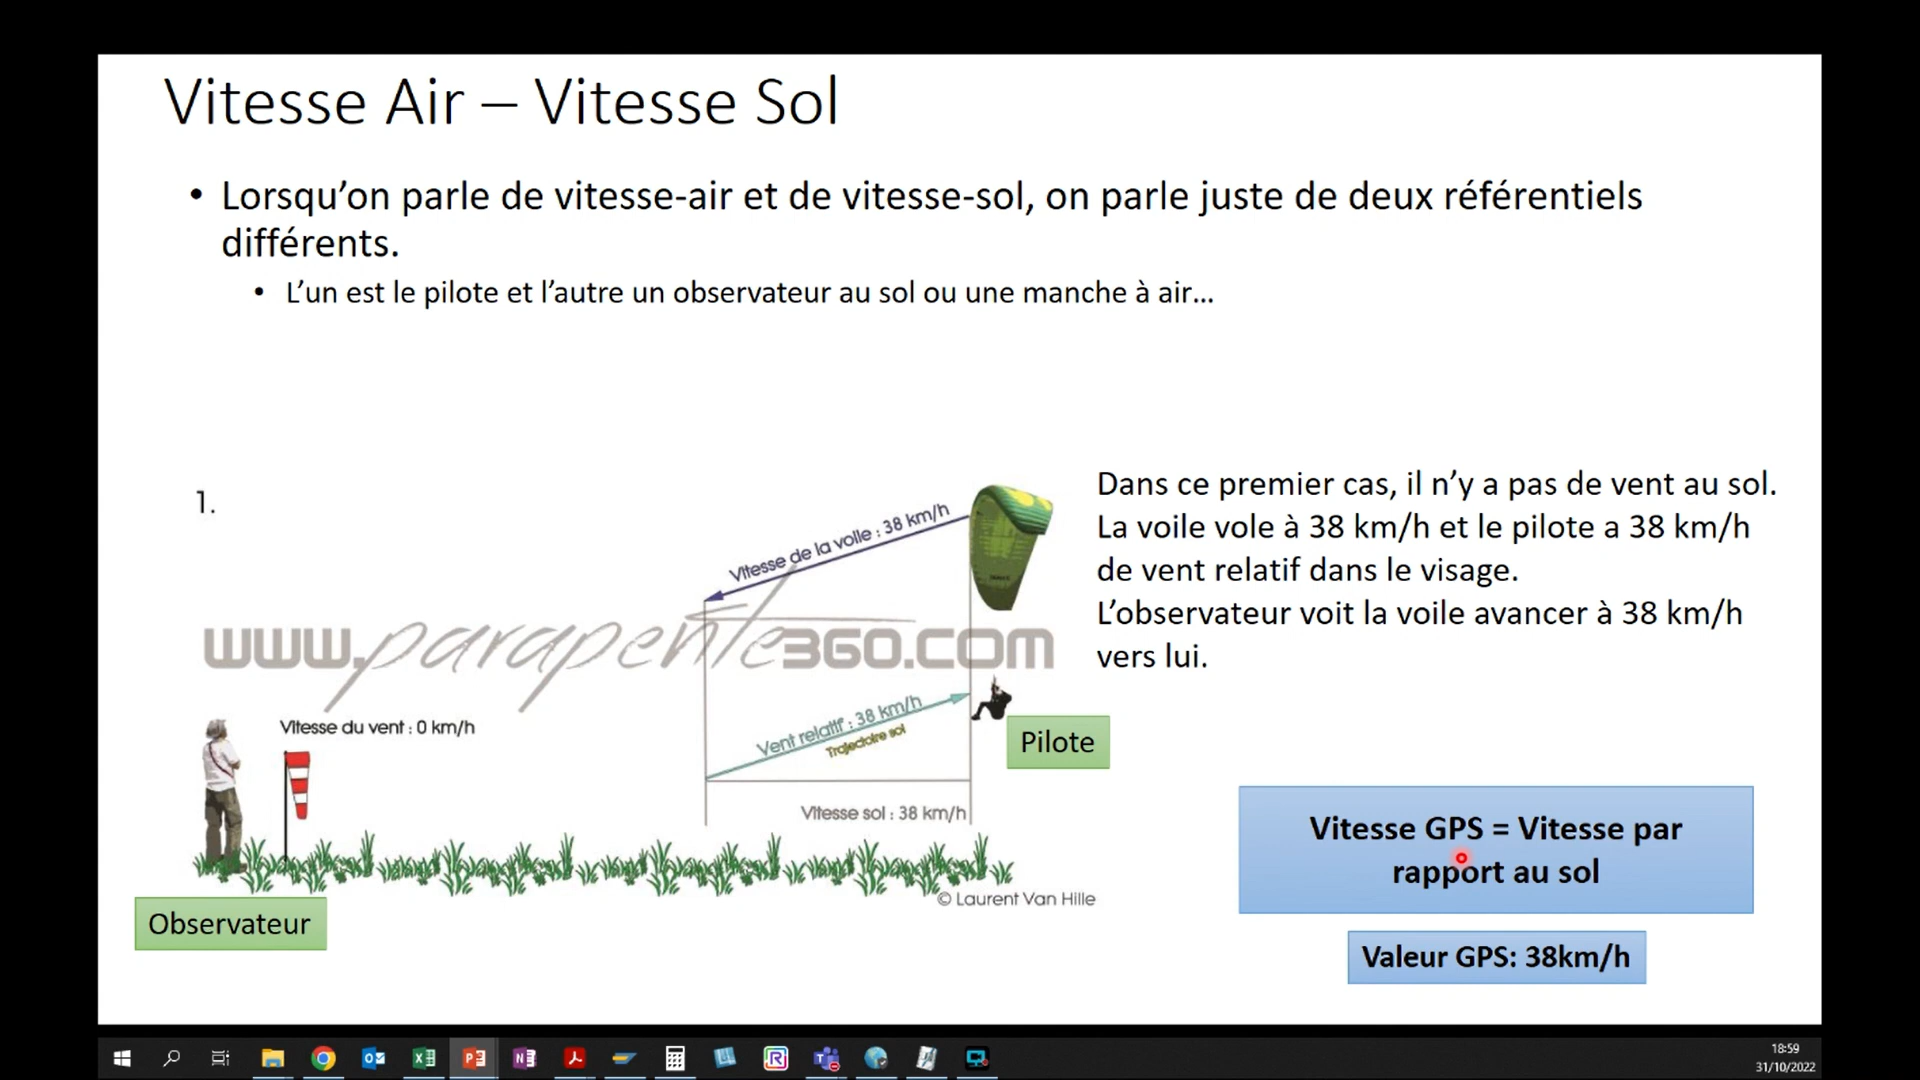 Vitesse Air – Vitesse Sol
• Lorsqu’on parle de vitesse-air et de vitesse-sol, on parle juste de deux référentiels
différents.
• L’un est le pilote et l’autre un observateur au sol ou une manche à air...
1.
Vitesse de la voile : 38 km/h
Dans ce premier cas, il n’y a pas de vent au sol.
La voile vole à 38 km/h et le pilote a 38 km/h
de vent relatif dans le visage.
L’observateur voit la voile avancer à 38 km/h
vers lui.
www.parapente360.com
Vitesse du vent : 0 km/h
Vent relatif : 38 km/h
Trajectoire sol
Pilote
Vitesse sol : 38 km/h
© Laurent Van Hille
Observateur
Vitesse GPS = Vitesse par
rapport au sol
Valeur GPS: 38km/h
18:59
31/10/2022